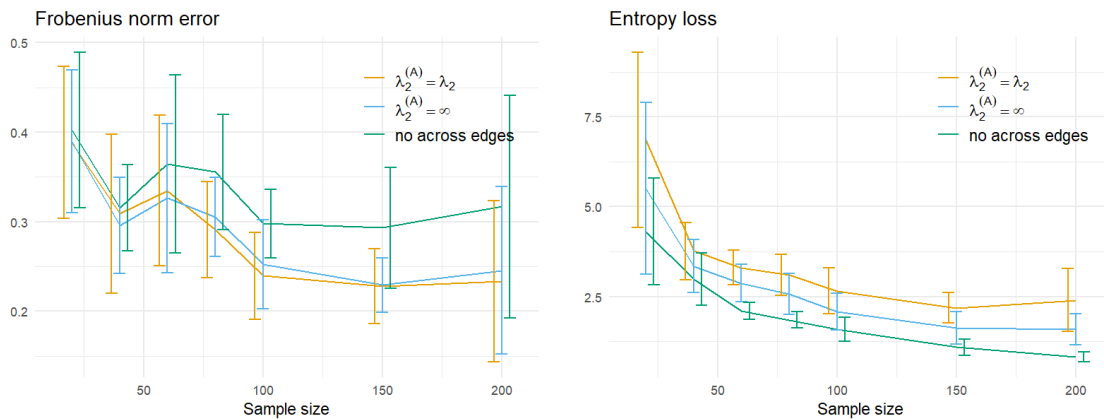 Frobenius norm error
0.5
0.4
0.3
0.2
λ₂⁽ᴬ⁾ = λ₂
λ₂⁽ᴬ⁾ = ∞
no across edges
50 100 150 200
Sample size
Entropy loss
7.5
5.0
2.5
λ₂⁽ᴬ⁾ = λ₂
λ₂⁽ᴬ⁾ = ∞
no across edges
50 100 150 200
Sample size